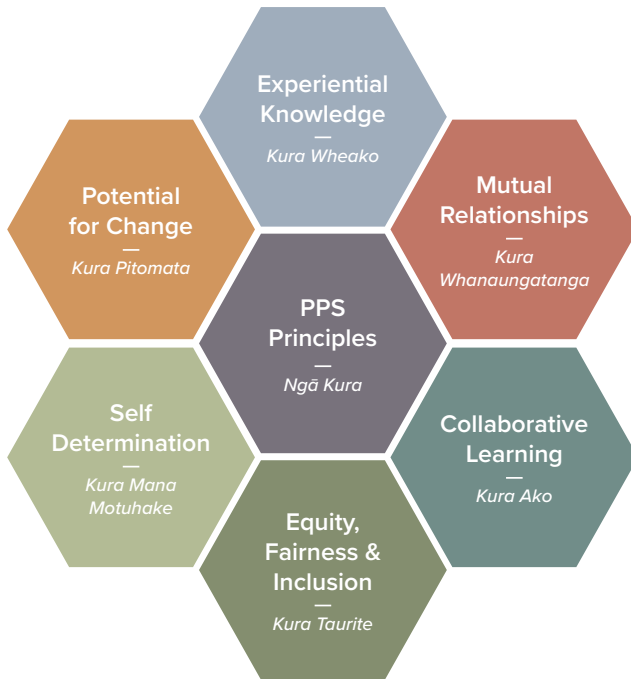 Experiential
Knowledge
Kura Wheako
Mutual
Relationships
Kura
Whanaungatanga
Potential
for Change
Kura Pitomata
PPS
Principles
Ngā Kura
Self
Determination
Kura Mana
Motuhake
Collaborative
Learning
Kura Ako
Equity,
Fairness &
Inclusion
Kura Taurite